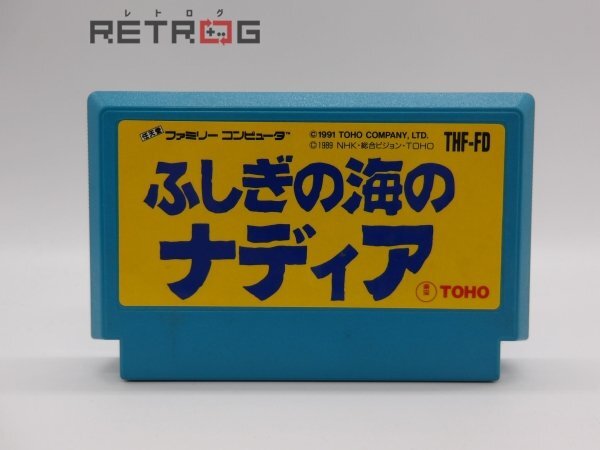 レトログ
RETROG
ファミリー コンピュータ™
©1991 TOHO COMPANY, LTD.
©1989 NHK・総合ビジョン・TOHO
THF-FD
ふしぎの海の
ナディア
TOHO